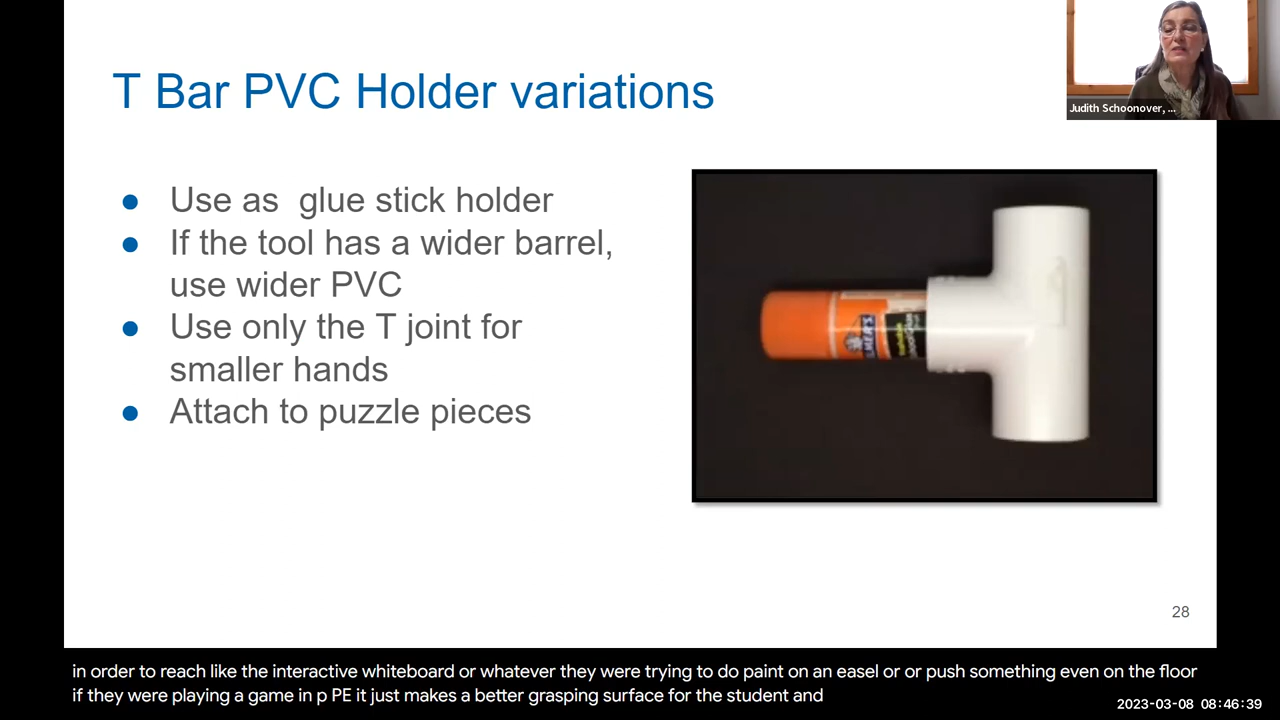 T Bar PVC Holder variations
Judith Schoonover, ...
● Use as  glue stick holder
● If the tool has a wider barrel,
use wider PVC
● Use only the T joint for
smaller hands
● Attach to puzzle pieces
28
in order to reach like the interactive whiteboard or whatever they were trying to do paint on an easel or or push something even on the floor
if they were playing a game in p PE it just makes a better grasping surface for the student and
2023-03-08 08:46:39